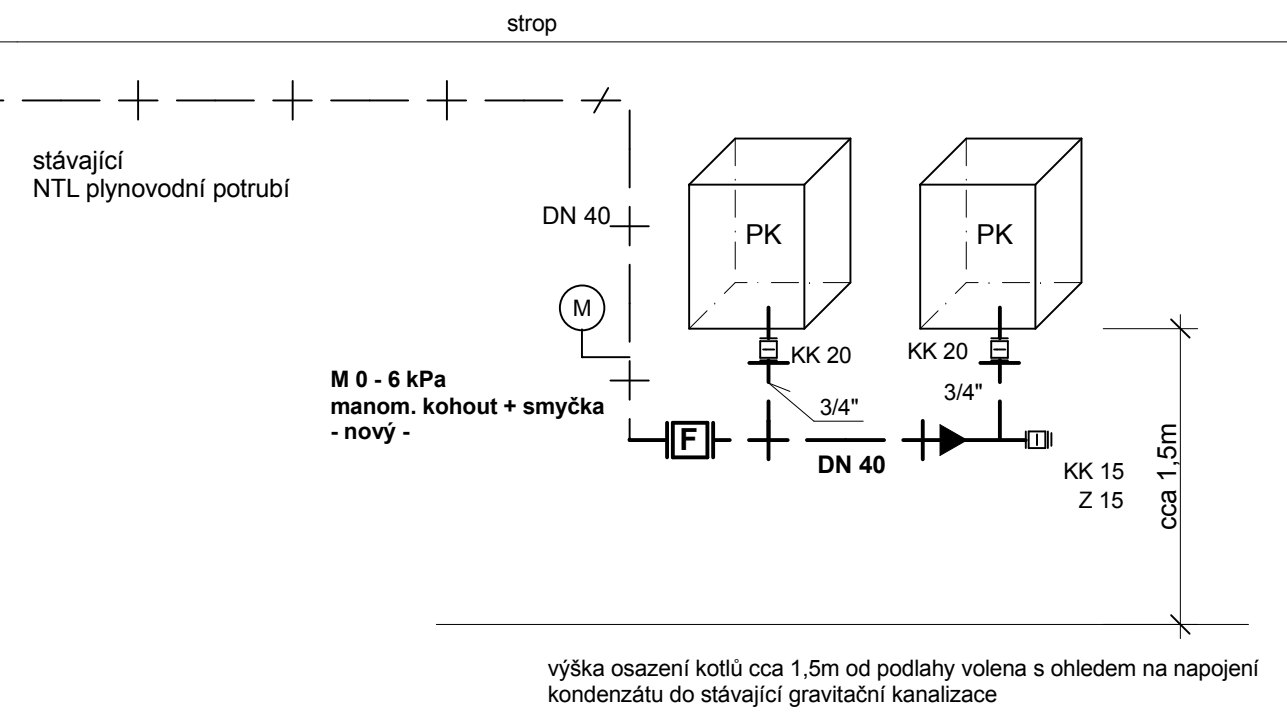 strop
stávající
NTL plynovodní potrubí
DN 40
PK
PK
M
KK 20
KK 20
M 0 - 6 kPa
manom. kohout + smyčka
- nový -
3/4"
3/4"
F
DN 40
KK 15
Z 15
cca 1,5m
výška osazení kotlů cca 1,5m od podlahy volena s ohledem na napojení
kondenzátu do stávající gravitační kanalizace